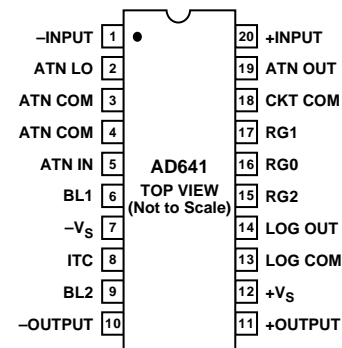 –INPUT 1 20 +INPUT
ATN LO 2 19 ATN OUT
ATN COM 3 18 CKT COM
ATN COM 4 17 RG1
ATN IN 5 16 RG0
AD641
TOP VIEW
(Not to Scale)
BL1 6 15 RG2
–VS 7 14 LOG OUT
ITC 8 13 LOG COM
BL2 9 12 +VS
–OUTPUT 10 11 +OUTPUT